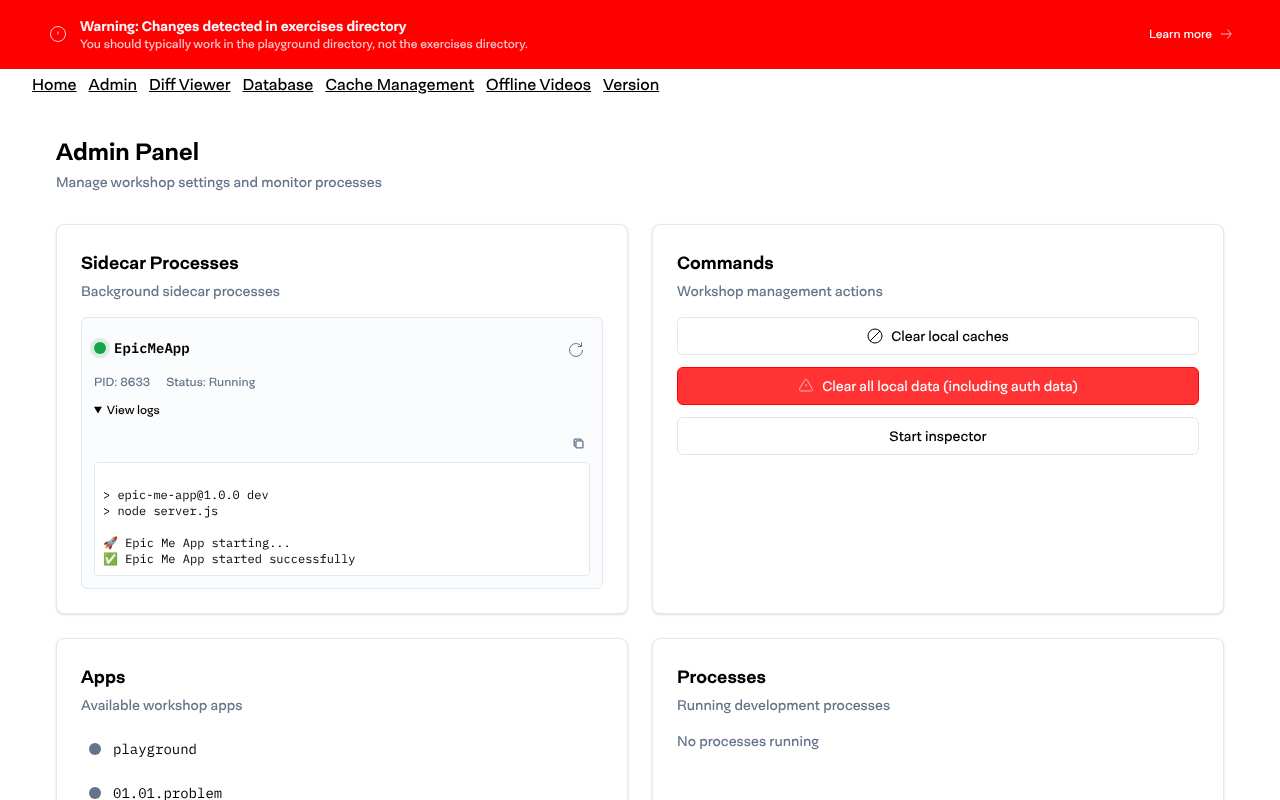 Warning: Changes detected in exercises directory
You should typically work in the playground directory, not the exercises directory.
Learn more →
Home Admin Diff Viewer Database Cache Management Offline Videos Version
Admin Panel
Manage workshop settings and monitor processes
Sidecar Processes
Background sidecar processes
EpicMeApp
PID: 8633 Status: Running
▼ View logs
> epic-me-app@1.0.0 dev
> node server.js
🚀 Epic Me App starting...
✅ Epic Me App started successfully
Commands
Workshop management actions
Clear local caches
Clear all local data (including auth data)
Start inspector
Apps
Available workshop apps
playground
01.01.problem
Processes
Running development processes
No processes running